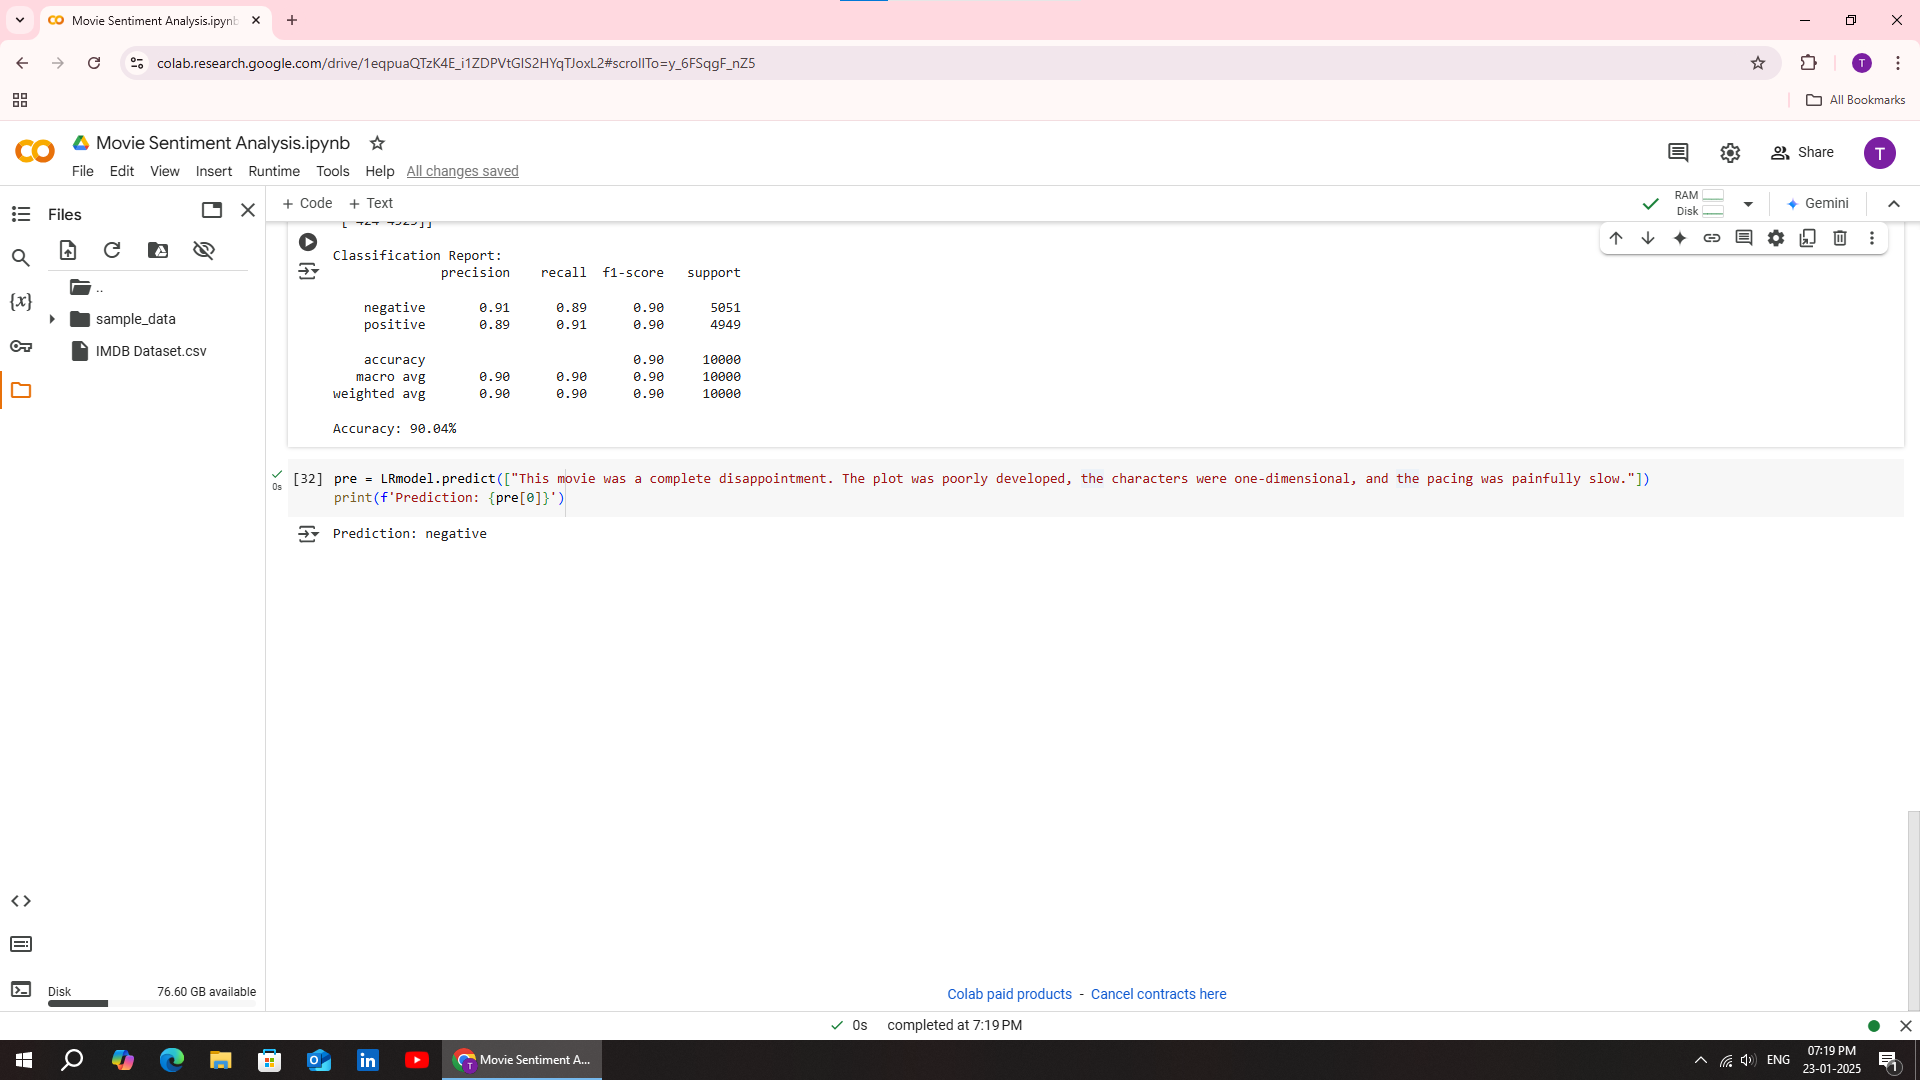 Movie Sentiment Analysis.ipynb
colab.research.google.com/drive/1eqpuaQTzK4E_i1ZDPVtGIS2HYqTJoxL2#scrollTo=y_6FSqgF_nZ5
T
All Bookmarks
Movie Sentiment Analysis.ipynb
File Edit View Insert Runtime Tools Help All changes saved
Share
T
Files
+ Code + Text
RAM
Disk
Gemini
..
sample_data
IMDB Dataset.csv
[ 424 4525]]
Classification Report:
precision recall f1-score support
negative 0.91 0.89 0.90 5051
positive 0.89 0.91 0.90 4949
accuracy 0.90 10000
macro avg 0.90 0.90 0.90 10000
weighted avg 0.90 0.90 0.90 10000
Accuracy: 90.04%
0s
[32] pre = LRmodel.predict(["This movie was a complete disappointment. The plot was poorly developed, the characters were one-dimensional, and the pacing was painfully slow."])
print(f'Prediction: {pre[0]}')
Prediction: negative
Disk 76.60 GB available
Colab paid products - Cancel contracts here
0s completed at 7:19 PM
Movie Sentiment A...
ENG
07:19 PM
23-01-2025
1